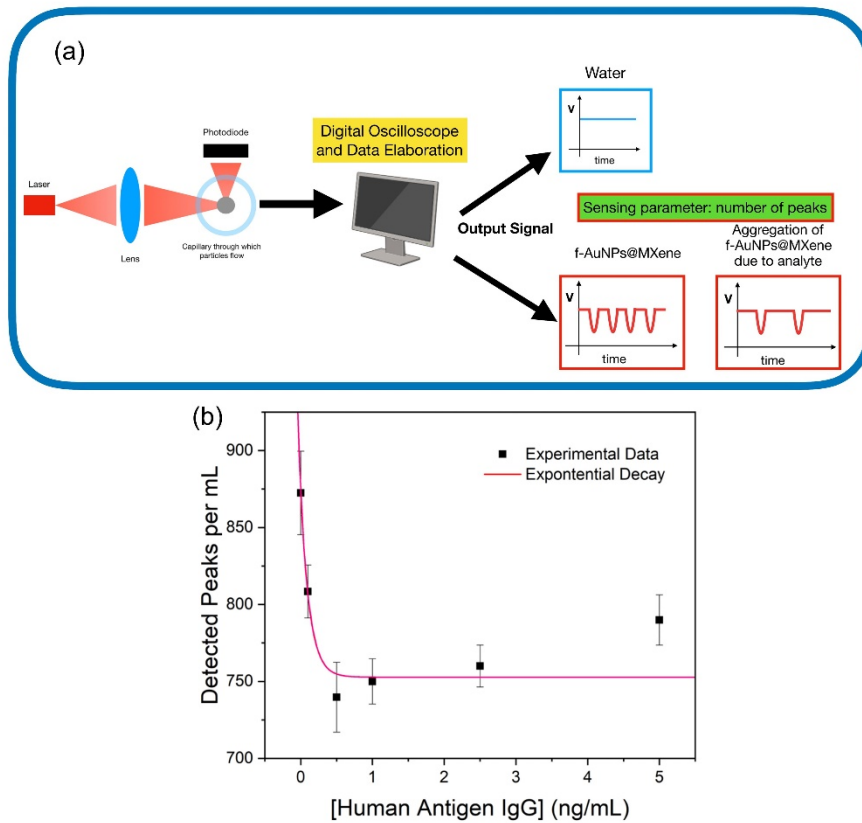 (a)
Water
V
time
Digital Oscilloscope
and Data Elaboration
Photodiode
Laser
Lens
Capillary through which
particles flow
Output Signal
Sensing parameter: number of peaks
f-AuNPs@MXene
V
time
Aggregation of
f-AuNPs@MXene
due to analyte
V
time
(b)
Experimental Data
Expontential Decay
900
850
800
750
700
Detected Peaks per mL
0
1
2
3
4
5
[Human Antigen IgG] (ng/mL)